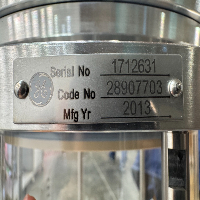 Serial No 1712631
Code No 28907703
Mfg Yr 2013